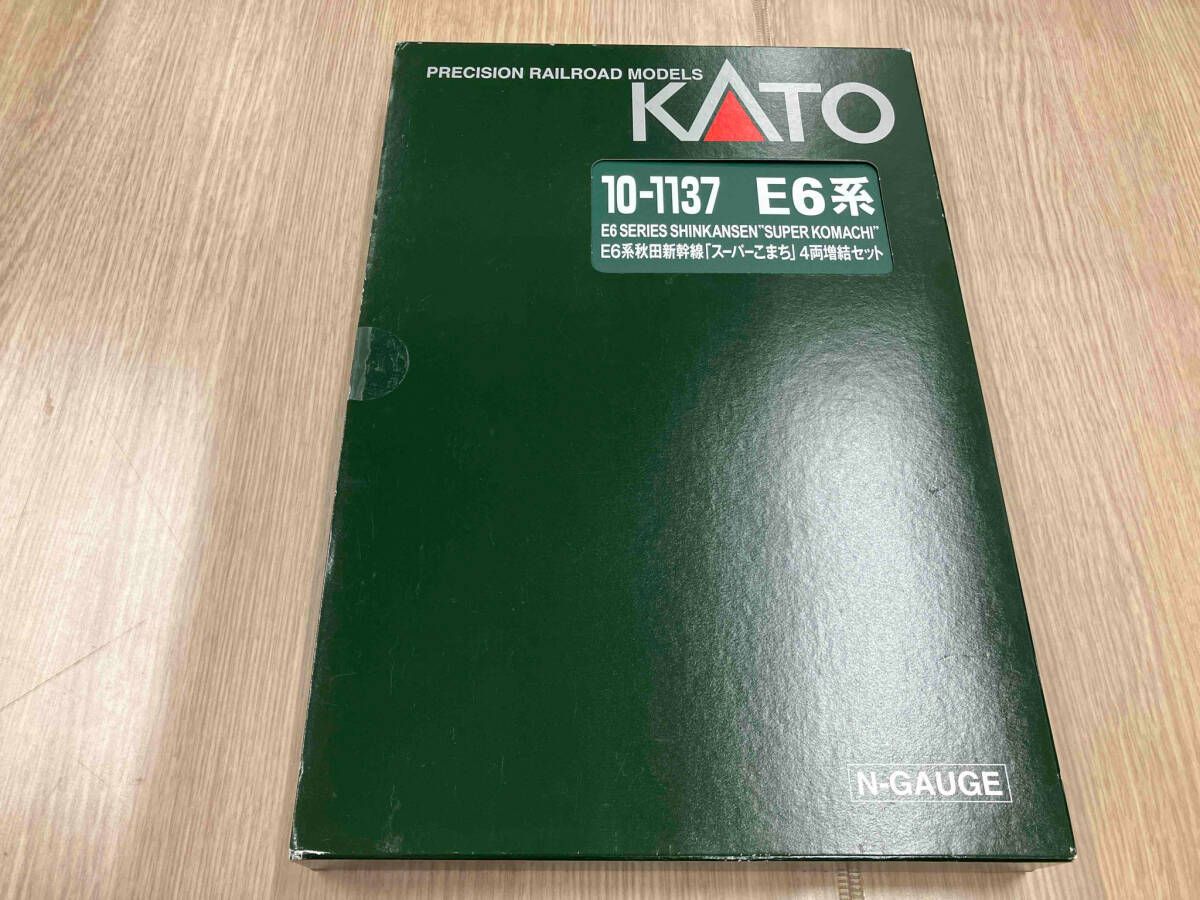 PRECISION RAILROAD MODELS
KATO
10-1137 E6系
E6 SERIES SHINKANSEN"SUPER KOMACHI"
E6系秋田新幹線「スーパーこまち」4両増結セット
N-GAUGE